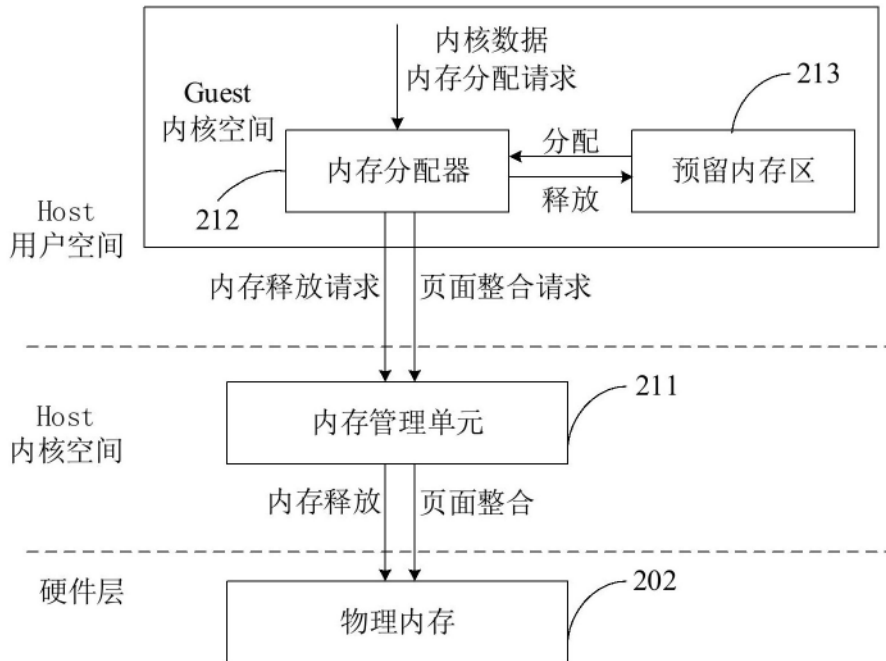 内核数据
内存分配请求
213
Guest
内核空间
内存分配器
分配
释放
预留内存区
212
Host
用户空间
内存释放请求
页面整合请求
211
Host
内核空间
内存管理单元
内存释放
页面整合
硬件层
202
物理内存